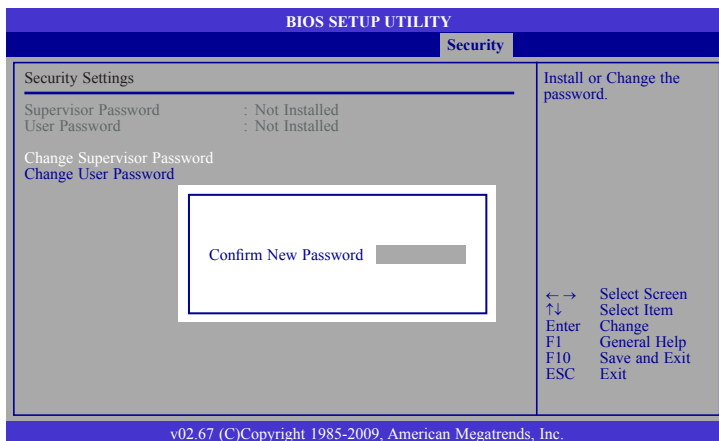 BIOS SETUP UTILITY
Security
Security Settings
Supervisor Password : Not Installed
User Password : Not Installed
Change Supervisor Password
Change User Password
Confirm New Password
Install or Change the
password.
←→ Select Screen
↑↓ Select Item
Enter Change
F1 General Help
F10 Save and Exit
ESC Exit
v02.67 (C)Copyright 1985-2009, American Megatrends, Inc.